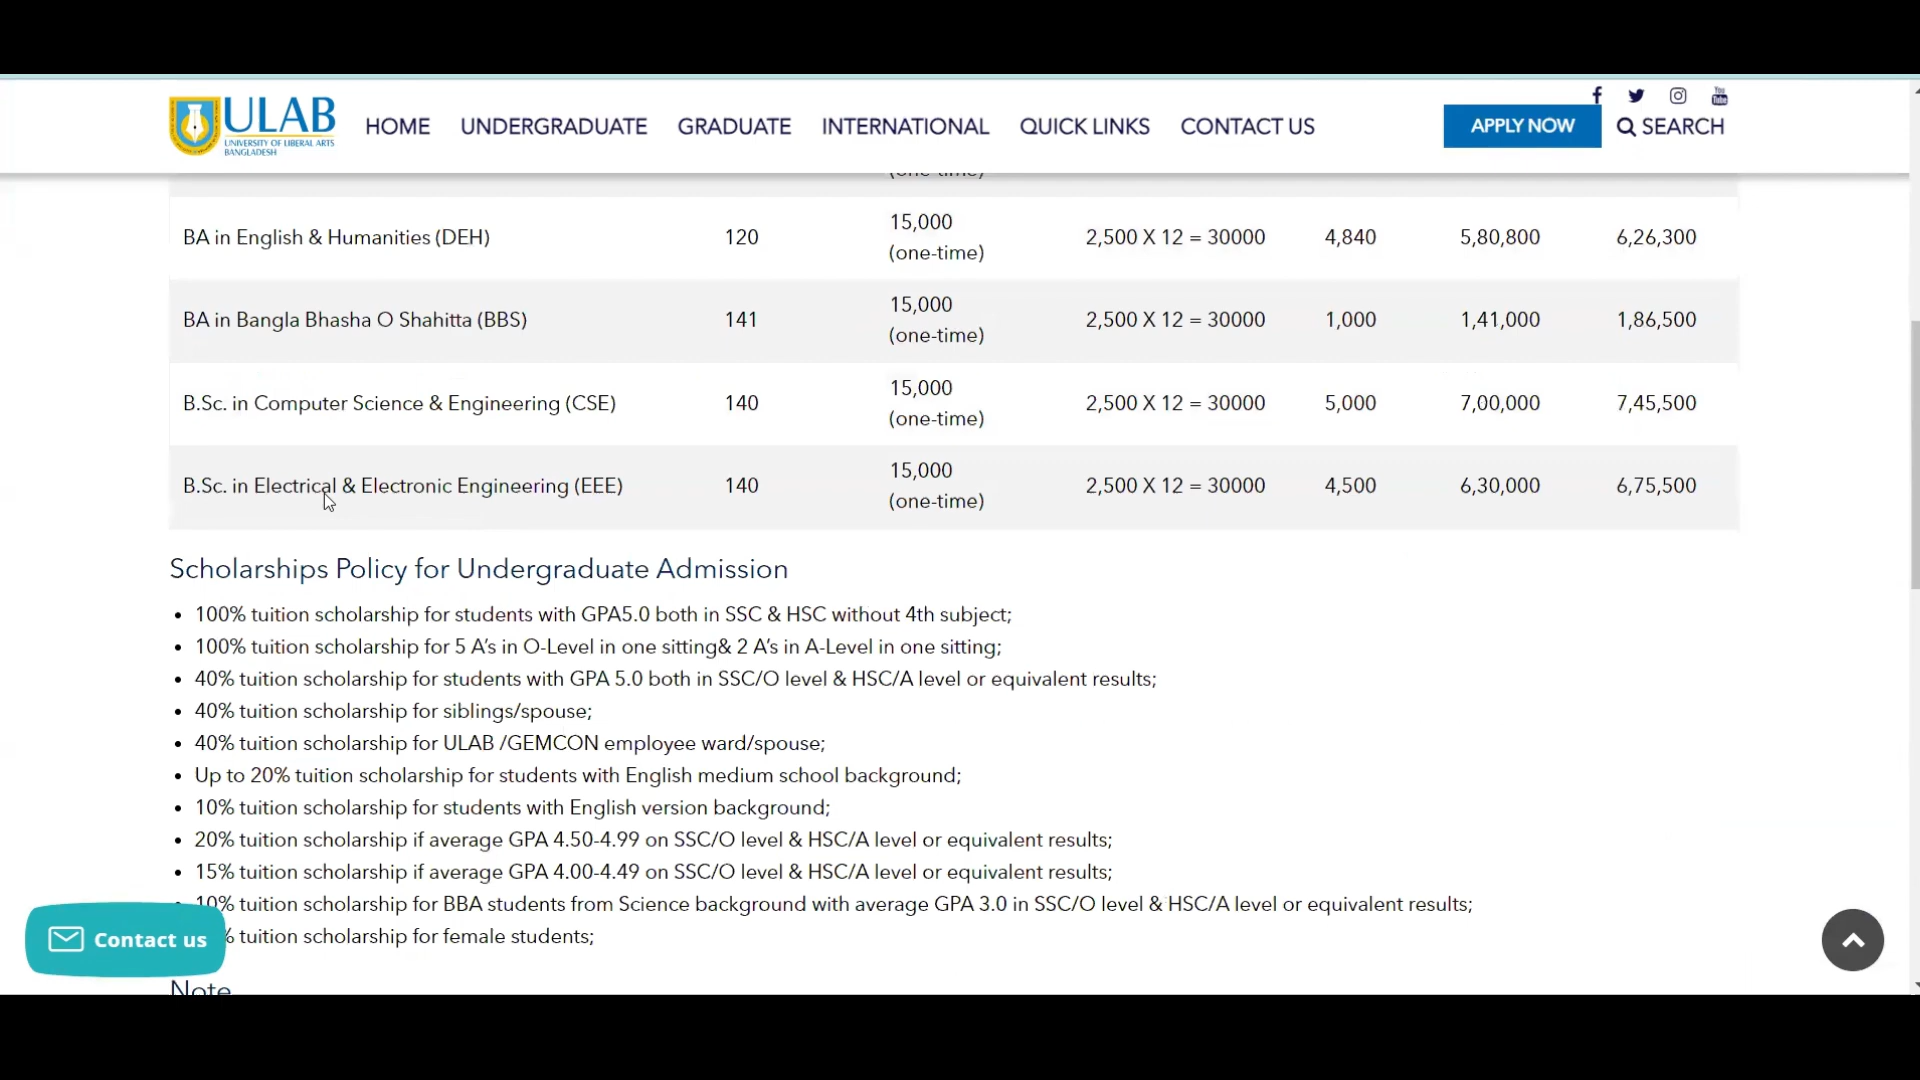 ULAB
UNIVERSITY OF LIBERAL ARTS
BANGLADESH
HOME UNDERGRADUATE GRADUATE INTERNATIONAL QUICK LINKS CONTACT US
You
Tube
APPLY NOW SEARCH
(one-time)
BA in English & Humanities (DEH) 120 15,000 (one-time) 2,500 X 12 = 30000 4,840 5,80,800 6,26,300
BA in Bangla Bhasha O Shahitta (BBS) 141 15,000 (one-time) 2,500 X 12 = 30000 1,000 1,41,000 1,86,500
B.Sc. in Computer Science & Engineering (CSE) 140 15,000 (one-time) 2,500 X 12 = 30000 5,000 7,00,000 7,45,500
B.Sc. in Electrical & Electronic Engineering (EEE) 140 15,000 (one-time) 2,500 X 12 = 30000 4,500 6,30,000 6,75,500
Scholarships Policy for Undergraduate Admission
• 100% tuition scholarship for students with GPA5.0 both in SSC & HSC without 4th subject;
• 100% tuition scholarship for 5 A's in O-Level in one sitting& 2 A's in A-Level in one sitting;
• 40% tuition scholarship for students with GPA 5.0 both in SSC/O level & HSC/A level or equivalent results;
• 40% tuition scholarship for siblings/spouse;
• 40% tuition scholarship for ULAB /GEMCON employee ward/spouse;
• Up to 20% tuition scholarship for students with English medium school background;
• 10% tuition scholarship for students with English version background;
• 20% tuition scholarship if average GPA 4.50-4.99 on SSC/O level & HSC/A level or equivalent results;
• 15% tuition scholarship if average GPA 4.00-4.49 on SSC/O level & HSC/A level or equivalent results;
• 10% tuition scholarship for BBA students from Science background with average GPA 3.0 in SSC/O level & HSC/A level or equivalent results;
% tuition scholarship for female students;
Contact us
Note